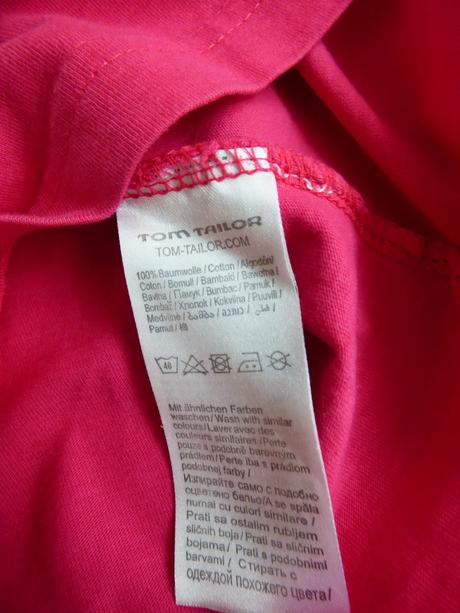 TOM TAILOR
TOM-TAILOR.COM
100% Baumwolle / Cotton / Algodón /
Coton / Bomull / Bambaki / Bawełna /
Bavlna / Памук / Bumbac / Pamuk /
Bombaž / Хлопок / Kokvilna / Puuvill /
Medvilnė / ბამბა / כותנה / قطن /
Pamut / 棉
40
Mit ähnlichen Farben
waschen / Wash with similar
colours / Laver avec des
couleurs similaires / Perte
pouze s podobně barevným
prádlem / Perte iba s prádlom
podobnej farby /
Изпирайте само с подобно
оцветено бельо / A se spăla
numai cu culori similare /
Prati sa ostalim rubljem
sličnih boja / Prati sa sličnim
bojama / Prati s podobnimi
barvami / Стирать с
одеждой похожего цвета /